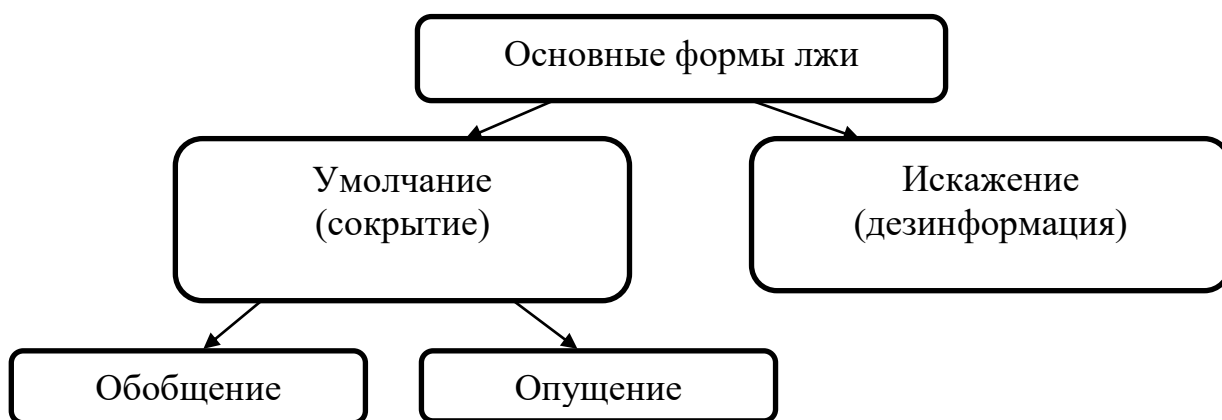 Основные формы лжи
Умолчание
(сокрытие)
Искажение
(дезинформация)
Обобщение
Опущение